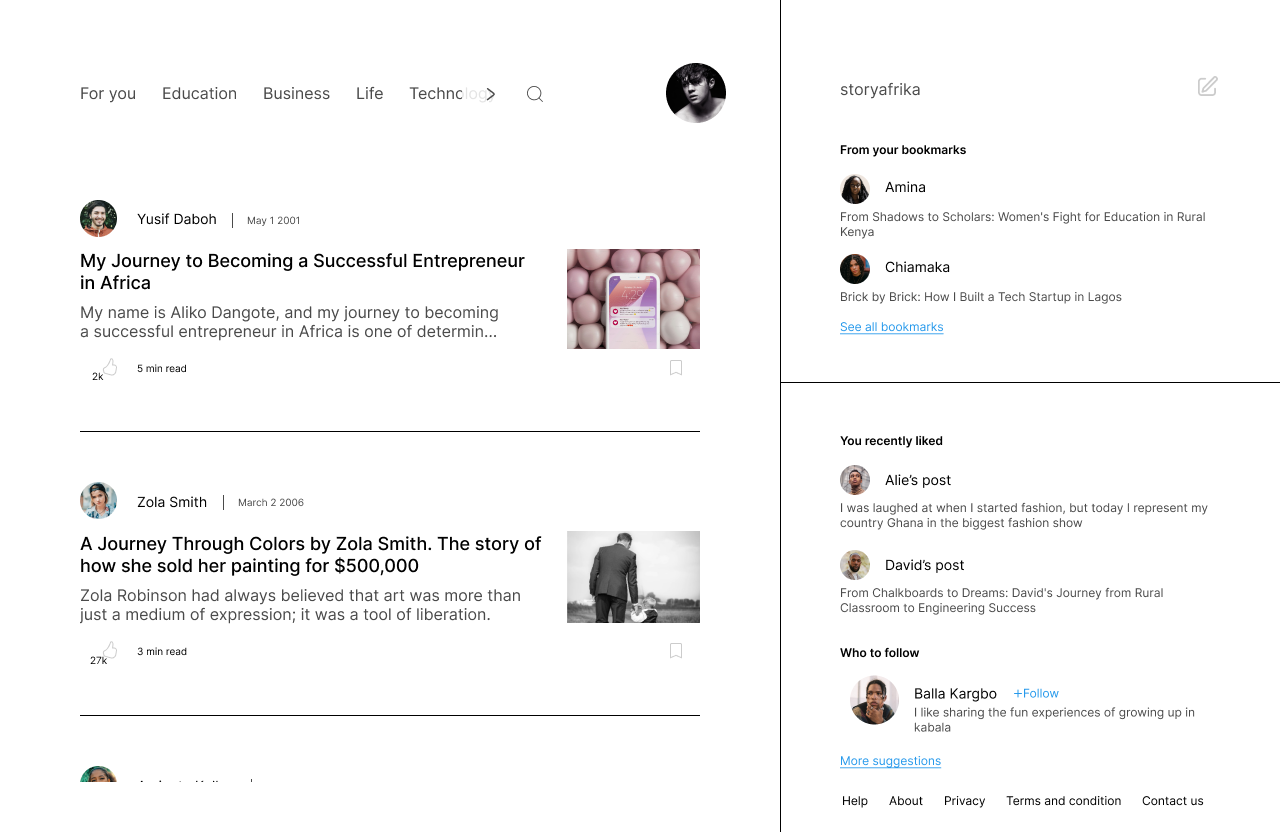 For you Education Business Life Technology
Yusif Daboh | May 1 2001
My Journey to Becoming a Successful Entrepreneur
in Africa
My name is Aliko Dangote, and my journey to becoming
a successful entrepreneur in Africa is one of determin...
2k 5 min read
4:29
Zola Smith | March 2 2006
A Journey Through Colors by Zola Smith. The story of
how she sold her painting for $500,000
Zola Robinson had always believed that art was more than
just a medium of expression; it was a tool of liberation.
27k 3 min read
storyafrika
From your bookmarks
Amina
From Shadows to Scholars: Women's Fight for Education in Rural
Kenya
Chiamaka
Brick by Brick: How I Built a Tech Startup in Lagos
See all bookmarks
You recently liked
Alie’s post
I was laughed at when I started fashion, but today I represent my
country Ghana in the biggest fashion show
David’s post
From Chalkboards to Dreams: David's Journey from Rural
Classroom to Engineering Success
Who to follow
Balla Kargbo +Follow
I like sharing the fun experiences of growing up in
kabala
More suggestions
Help About Privacy Terms and condition Contact us